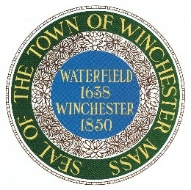 SEAL OF THE TOWN OF WINCHESTER MASS
WATERFIELD
1638
WINCHESTER
1850